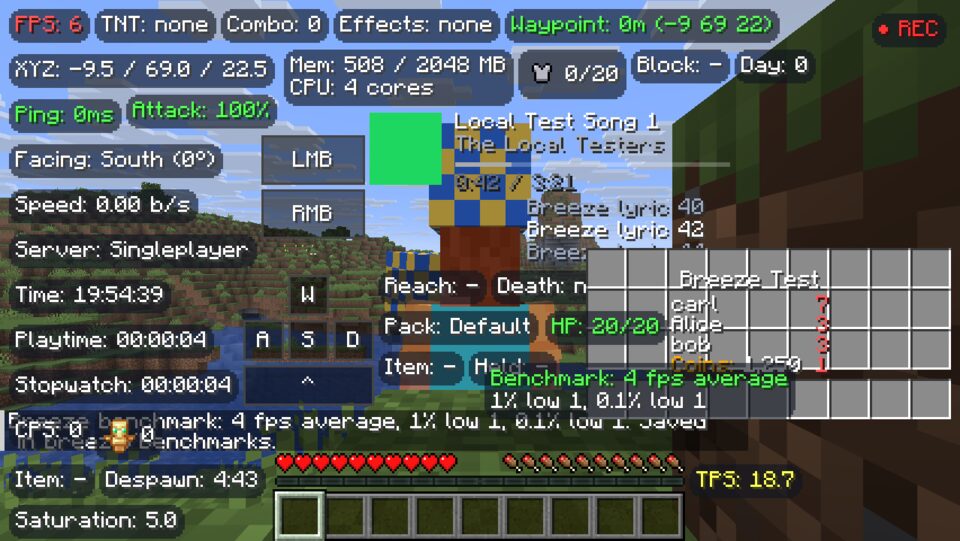 FPS: 6
TNT: none
Combo: 0
Effects: none
Waypoint: 0m (-9 69 22)
REC
XYZ: -9.5 / 69.0 / 22.5
Mem: 508 / 2048 MB
CPU: 4 cores
0/20
Block: -
Day: 0
Ping: 0ms
Attack: 100%
Local Test Song 1
The Local Testers
0:42 / 3:21
Facing: South (0°)
LMB
RMB
Speed: 0.00 b/s
Breeze lyric 40
Breeze lyric 42
Breeze lyric
Server: Singleplayer
Time: 19:54:39
W
A
S
D
^
Reach: -
Death:
Breeze Test
carl 7
Alice 3
bob 3
Coins: 1,250 1
Playtime: 00:00:04
Pack: Default
HP: 20/20
Item: -
Held: -
Stopwatch: 00:00:04
Benchmark: 4 fps average
1% low 1, 0.1% low 1
Breeze benchmark: 4 fps average, 1% low 1, 0.1% low 1. Saved
in Breeze benchmarks.
CPS: 0
0
Item: -
Despawn: 4:43
TPS: 18.7
Saturation: 5.0